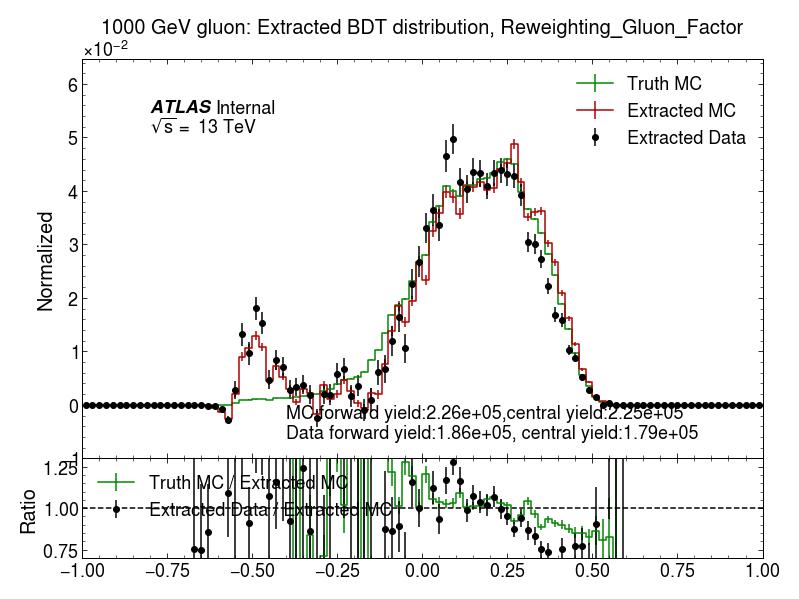 1000 GeV gluon: Extracted BDT distribution, Reweighting_Gluon_Factor
×10⁻²
6
5
4
3
2
1
0
1
Normalized
ATLAS Internal
√s = 13 TeV
Truth MC
Extracted MC
Extracted Data
MC forward yield:2.26e+05,central yield:2.25e+05
Data forward yield:1.86e+05, central yield:1.79e+05
1.25
1.00
0.75
Ratio
Truth MC / Extracted MC
Extracted Data / Extracted MC
−1.00 −0.75 −0.50 −0.25 0.00 0.25 0.50 0.75 1.00